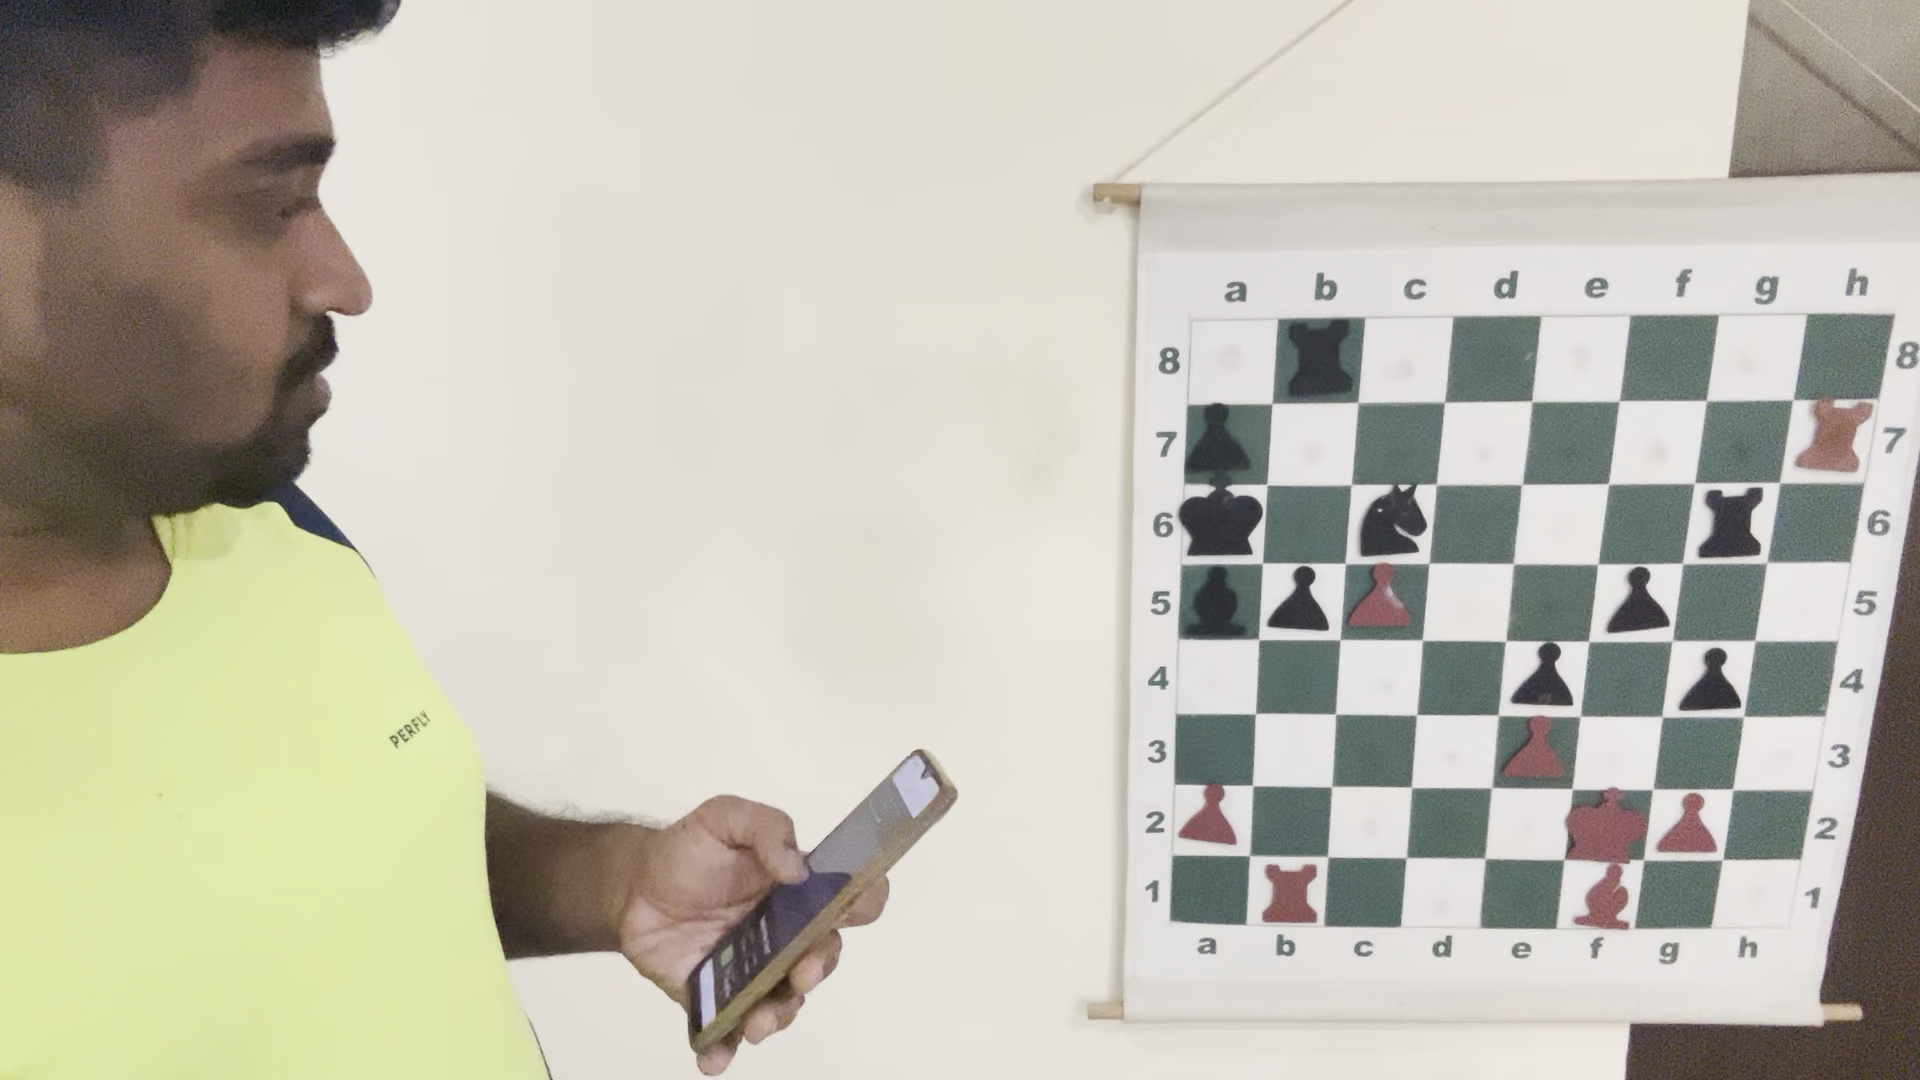 a b c d e f g h
8 8
7 7
6 6
5 5
4 4
3 3
2 2
1 1
a b c d e f g h
PERFLY